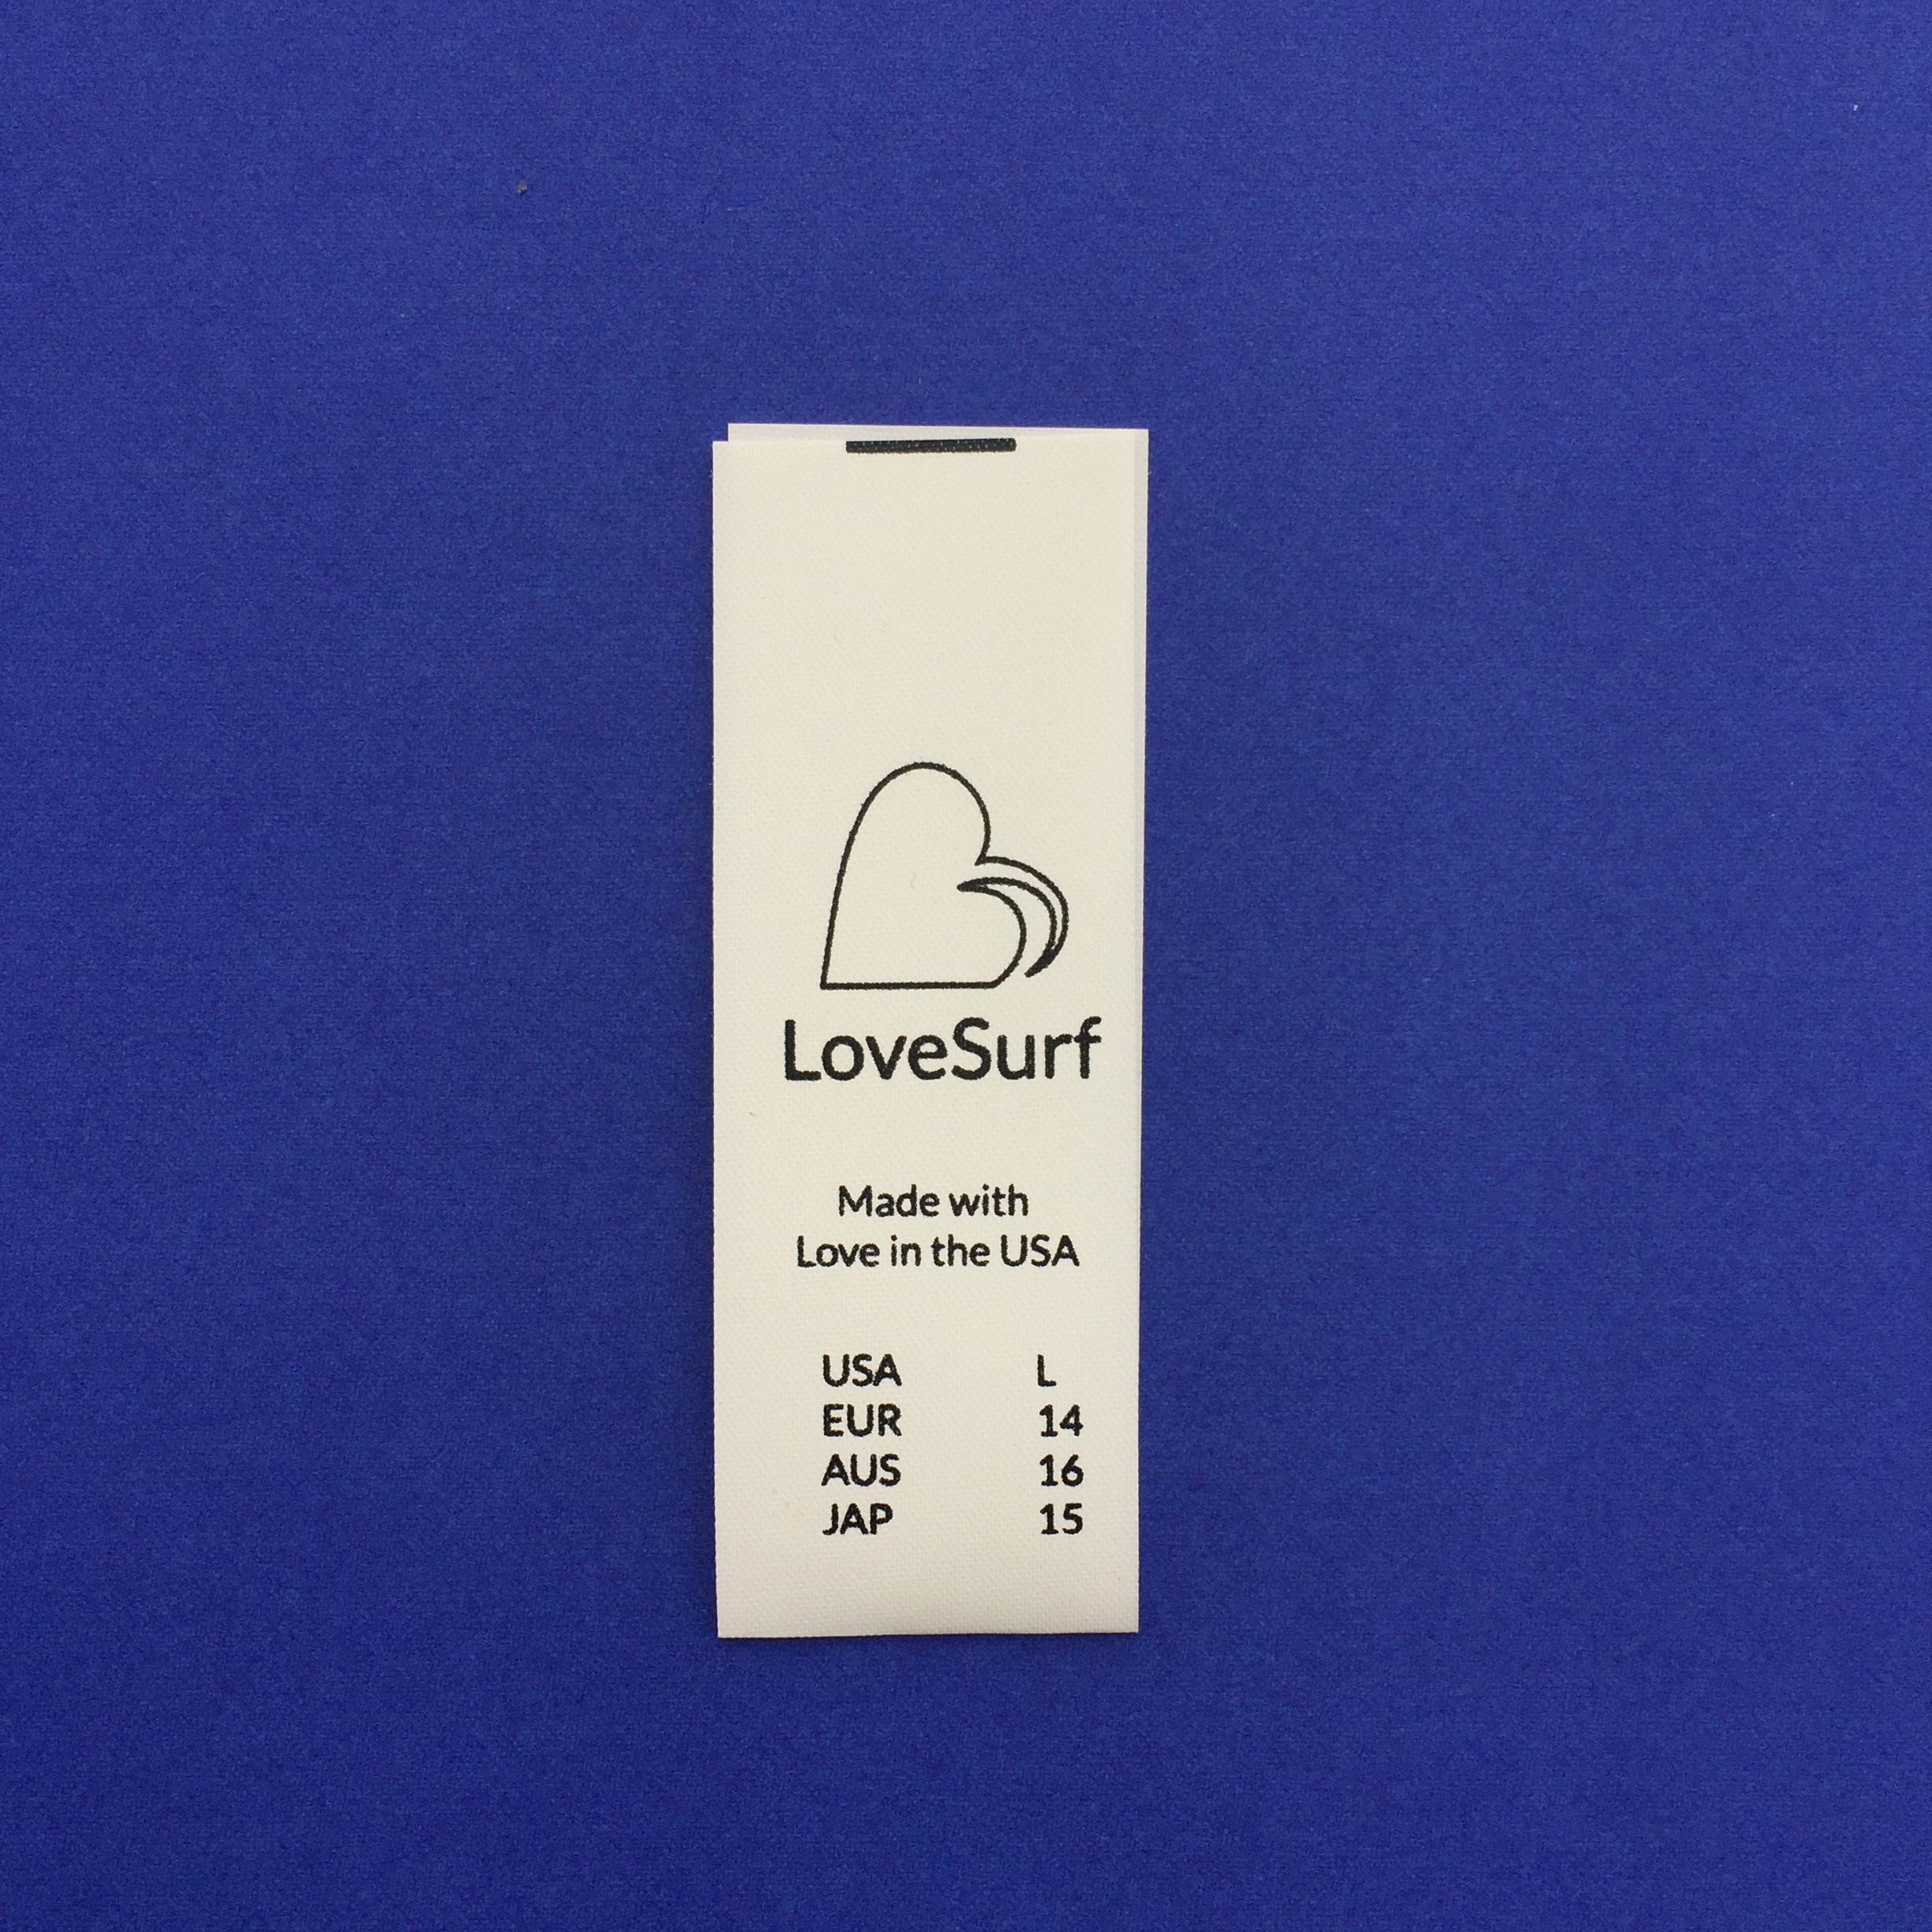 LoveSurf
Made with
Love in the USA
USA L
EUR 14
AUS 16
JAP 15